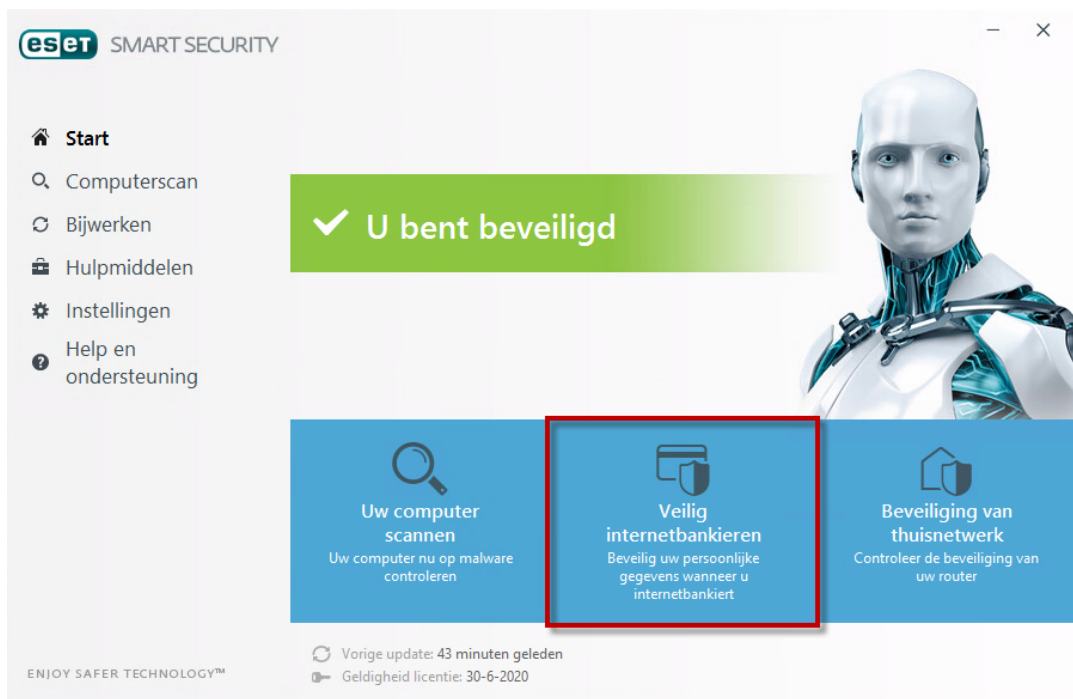 eset SMART SECURITY
Start
Computerscan
Bijwerken
Hulpmiddelen
Instellingen
Help en
ondersteuning
U bent beveiligd
Uw computer
scannen
Uw computer nu op malware
controleren
Veilig
internetbankieren
Beveilig uw persoonlijke
gegevens wanneer u
internetbankiert
Beveiliging van
thuisnetwerk
Controleer de beveiliging van
uw router
Vorige update: 43 minuten geleden
Geldigheid licentie: 30-6-2020
ENJOY SAFER TECHNOLOGY™